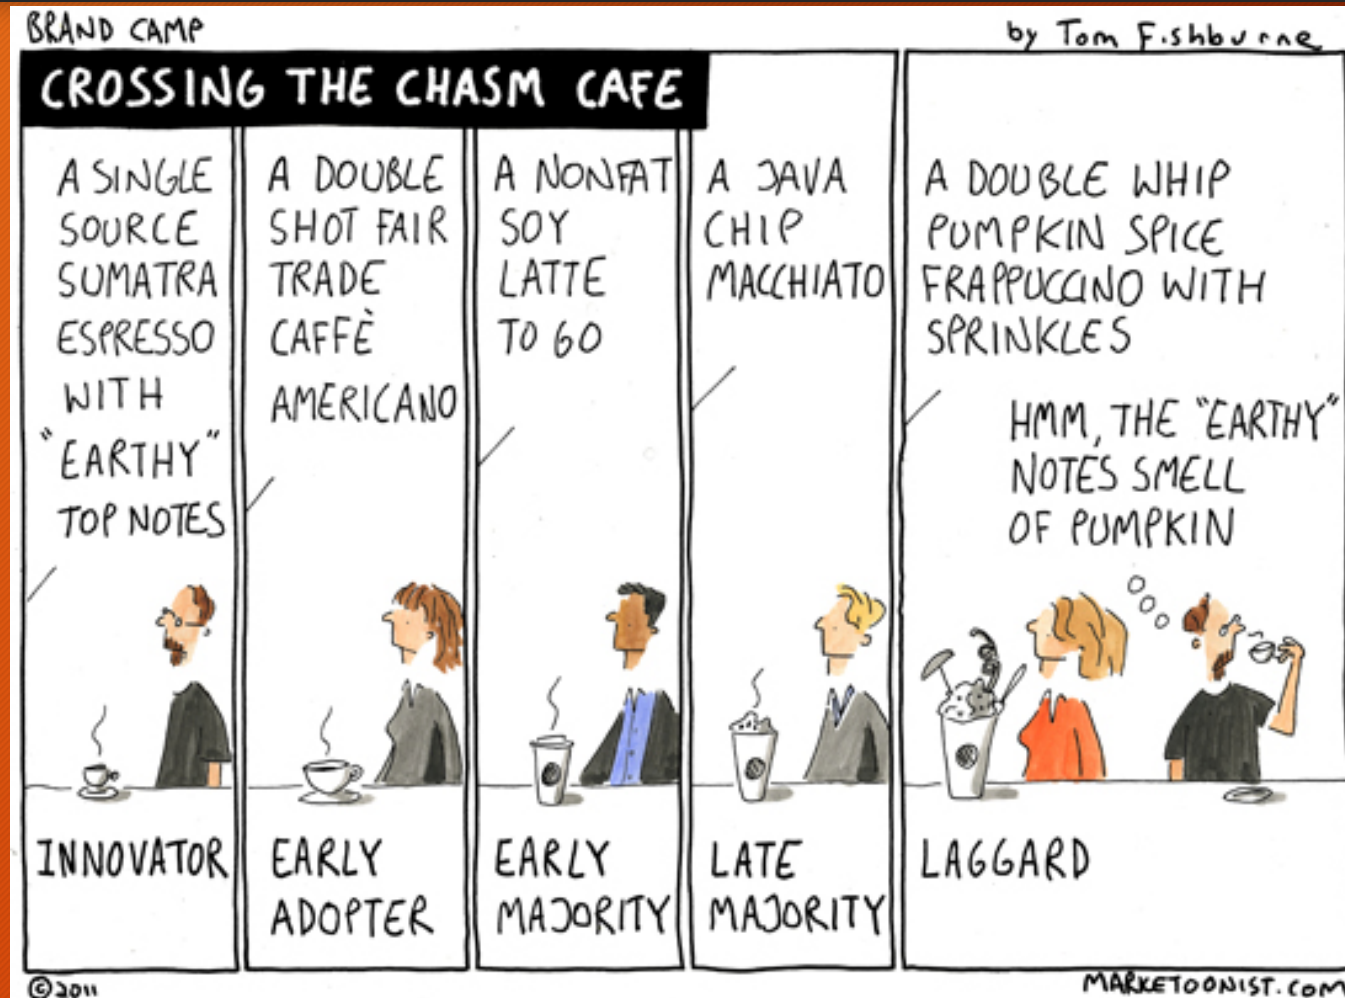 BRAND CAMP
by Tom Fishburne
CROSSING THE CHASM CAFE
A SINGLE
SOURCE
SUMATRA
ESPRESSO
WITH
"EARTHY"
TOP NOTES
INNOVATOR
A DOUBLE
SHOT FAIR
TRADE
CAFFÈ
AMERICANO
EARLY
ADOPTER
A NONFAT
SOY
LATTE
TO GO
EARLY
MAJORITY
A JAVA
CHIP
MACCHIATO
LATE
MAJORITY
A DOUBLE WHIP
PUMPKIN SPICE
FRAPPUCCINO WITH
SPRINKLES
HMM, THE "EARTHY"
NOTES SMELL
OF PUMPKIN
LAGGARD
©2011
MARKETOONIST.COM